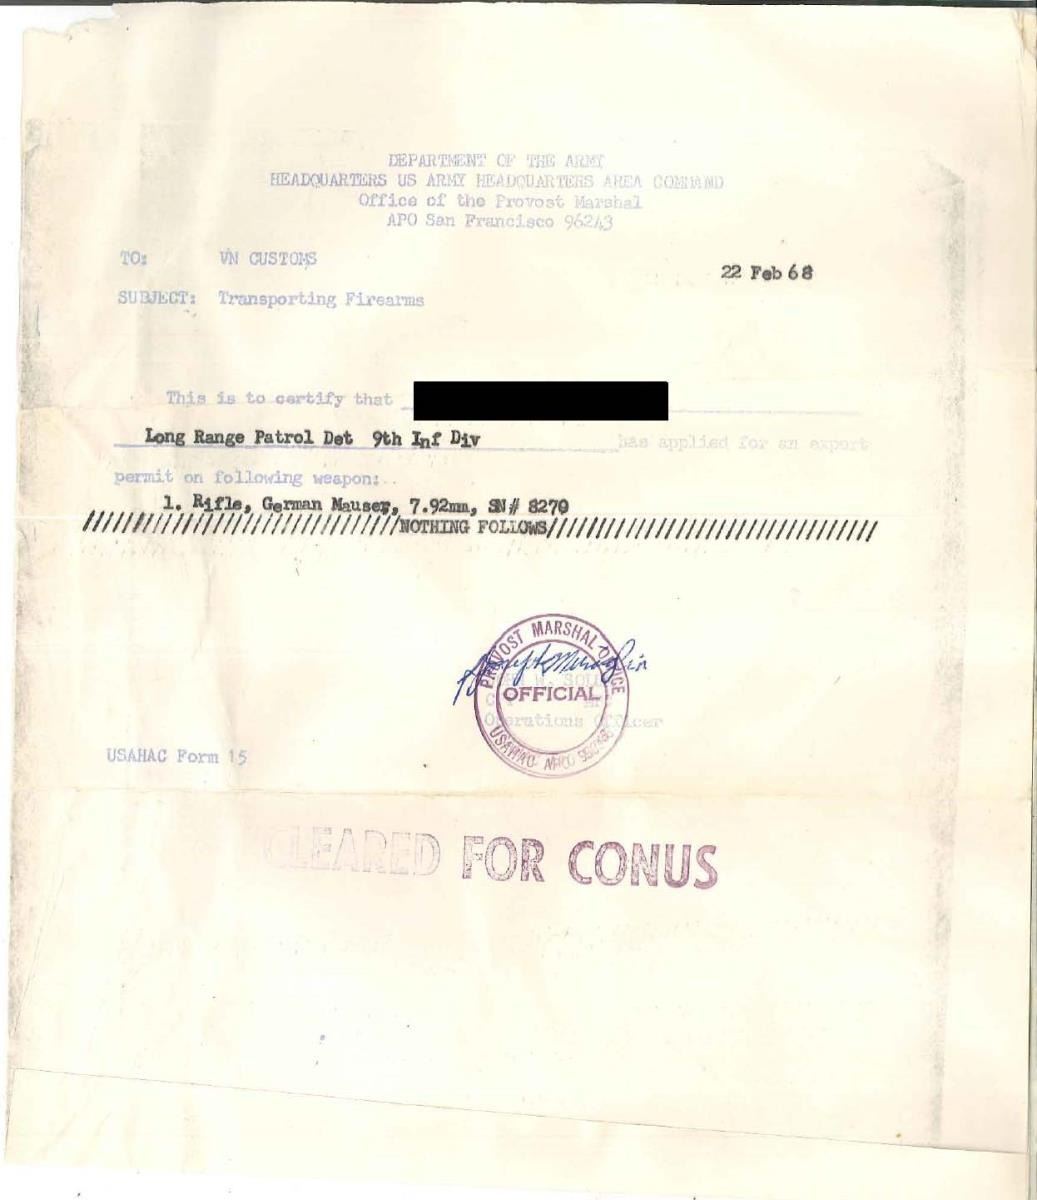 DEPARTMENT OF THE ARMY
HEADQUARTERS US ARMY HEADQUARTERS AREA COMMAND
Office of the Provost Marshal
APO San Francisco 96243
TO: VN CUSTOMS
22 Feb 68
SUBJECT: Transporting Firearms
This is to certify that
Long Range Patrol Det 9th Inf Div has applied for an export
permit on following weapon:
1. Rifle, German Mauser, 7.92mm, SN# 8270
////////////////////////////////NOTHING FOLLOWS/////////////////////////////////
PROVOST MARSHAL OFFICE
OFFICIAL
Operations Officer
USAHAC
USAHAC Form 15
CLEARED FOR CONUS